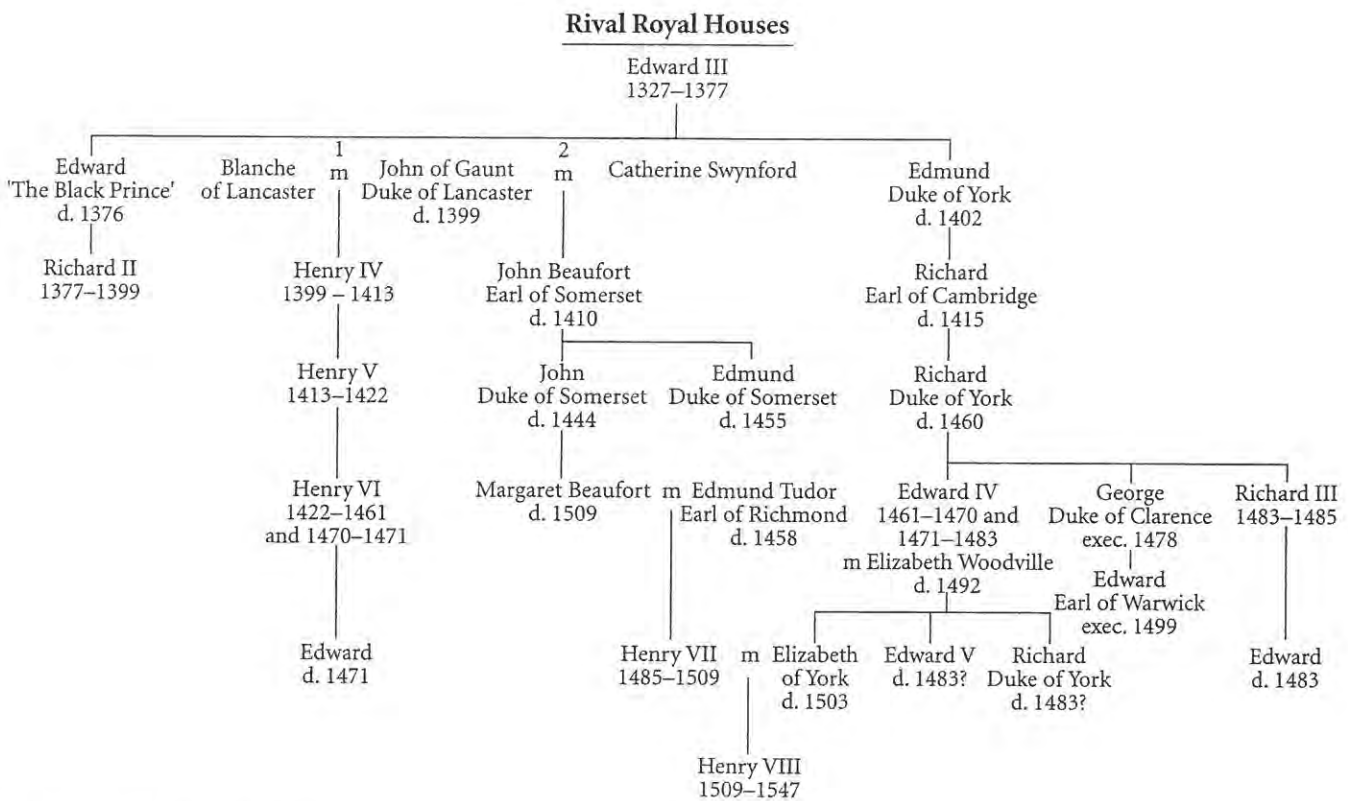 Rival Royal Houses
Edward III
1327–1377
Edward
'The Black Prince'
d. 1376
Blanche
of Lancaster
1
m
John of Gaunt
Duke of Lancaster
d. 1399
2
m
Catherine Swynford
Edmund
Duke of York
d. 1402
Richard II
1377–1399
Henry IV
1399 – 1413
John Beaufort
Earl of Somerset
d. 1410
Richard
Earl of Cambridge
d. 1415
Henry V
1413–1422
John
Duke of Somerset
d. 1444
Edmund
Duke of Somerset
d. 1455
Richard
Duke of York
d. 1460
Henry VI
1422–1461
and 1470–1471
Margaret Beaufort
d. 1509
m
Edmund Tudor
Earl of Richmond
d. 1458
Edward IV
1461–1470 and
1471–1483
m Elizabeth Woodville
d. 1492
George
Duke of Clarence
exec. 1478
Edward
Earl of Warwick
exec. 1499
Richard III
1483–1485
Edward
d. 1471
Henry VII
1485–1509
m
Elizabeth
of York
d. 1503
Edward V
d. 1483?
Richard
Duke of York
d. 1483?
Edward
d. 1483
Henry VIII
1509–1547